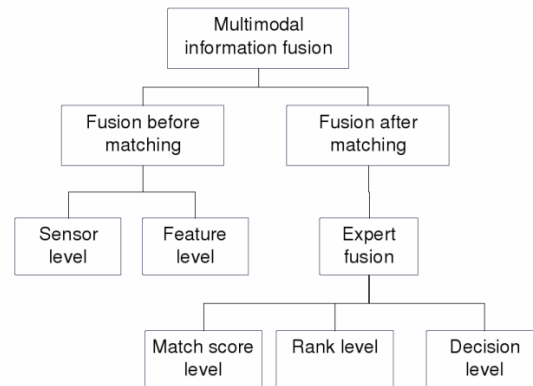 Multimodal
information fusion
Fusion before
matching
Fusion after
matching
Sensor
level
Feature
level
Expert
fusion
Match score
level
Rank level
Decision
level